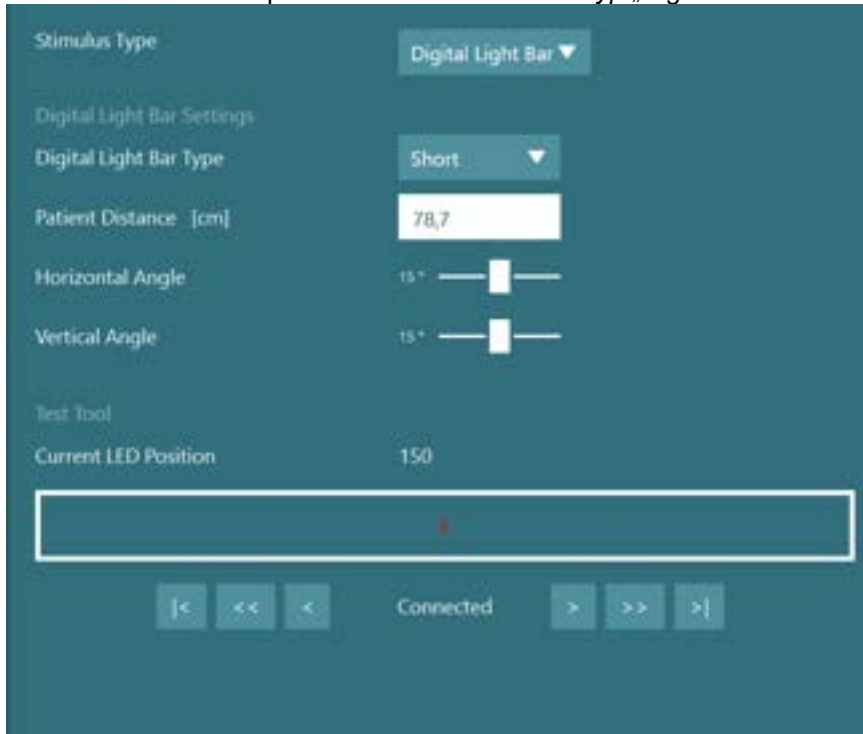 Stimulus Type Digital Light Bar
Digital Light Bar Settings
Digital Light Bar Type Short
Patient Distance [cm] 78,7
Horizontal Angle 15°
Vertical Angle 15°
Test Tool
Current LED Position 150
|< << < Connected > >> >|